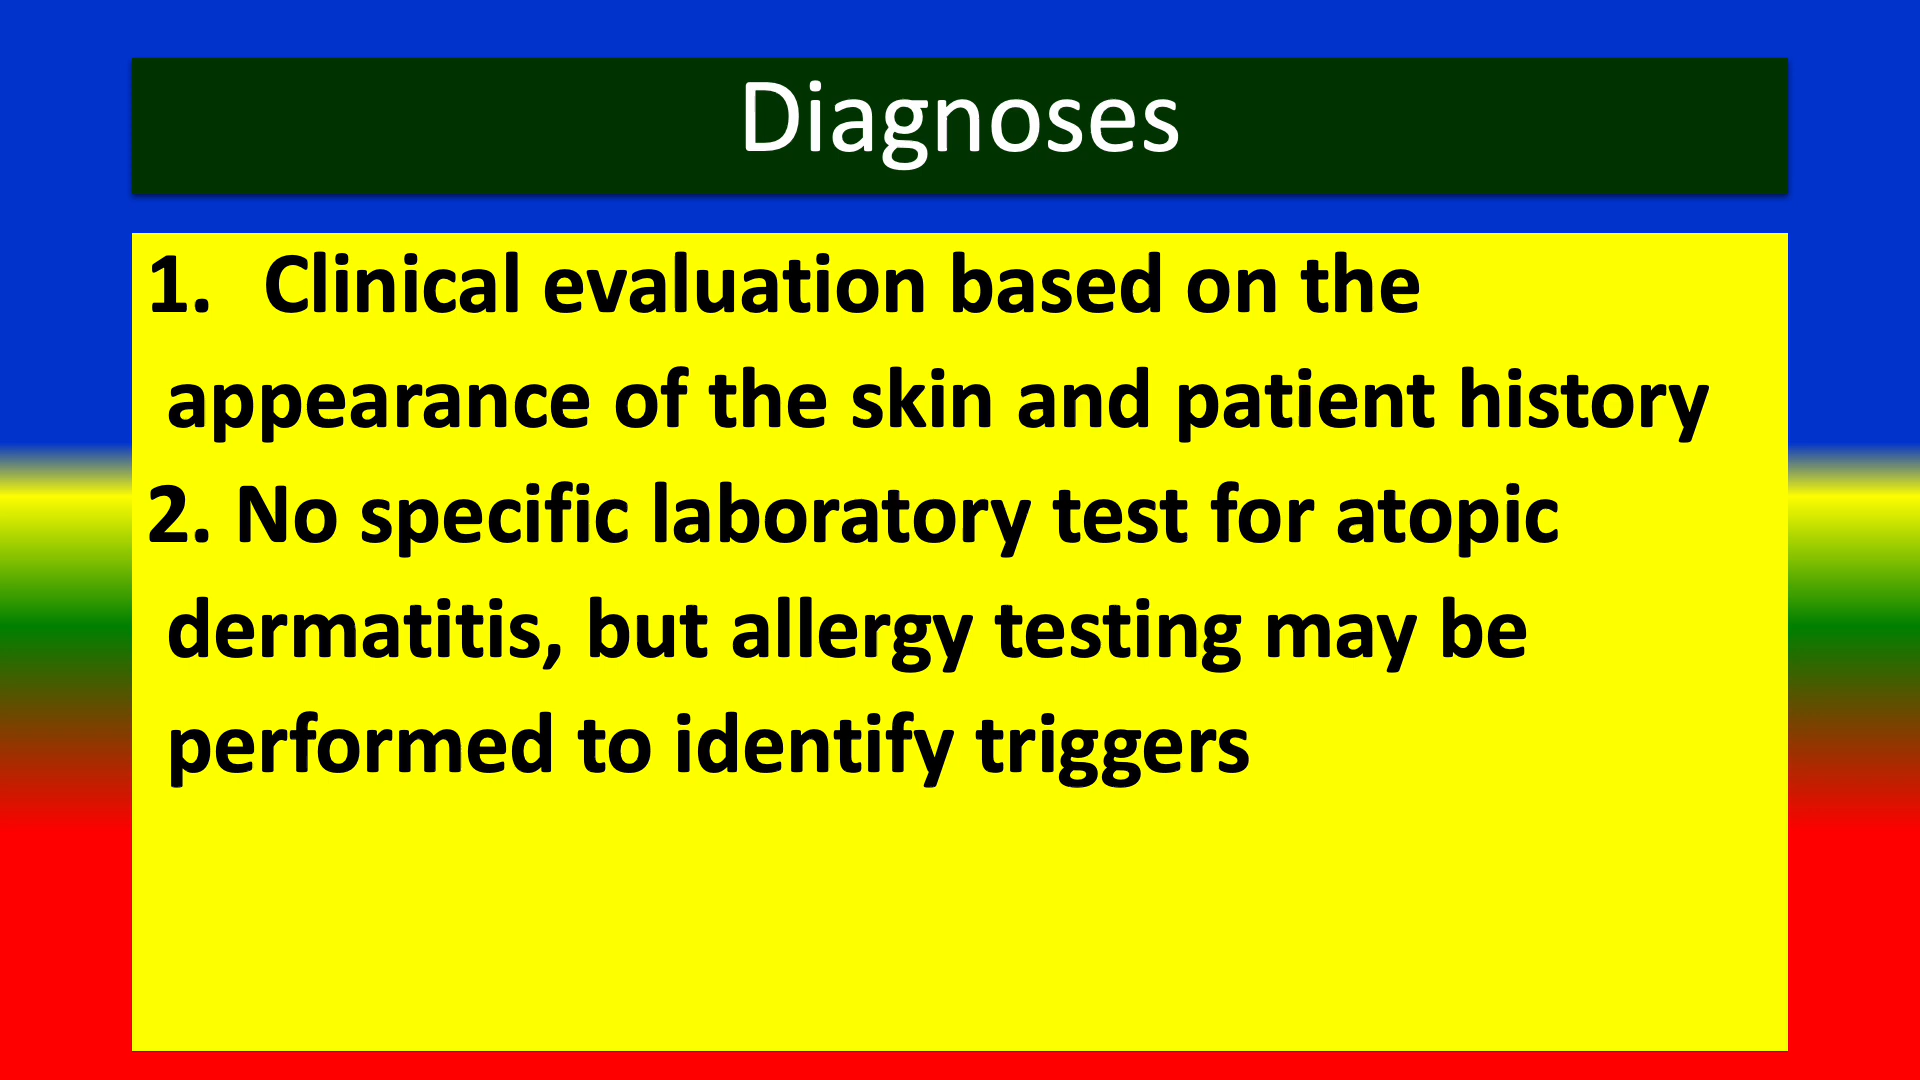 Diagnoses
1. Clinical evaluation based on the
appearance of the skin and patient history
2. No specific laboratory test for atopic
dermatitis, but allergy testing may be
performed to identify triggers